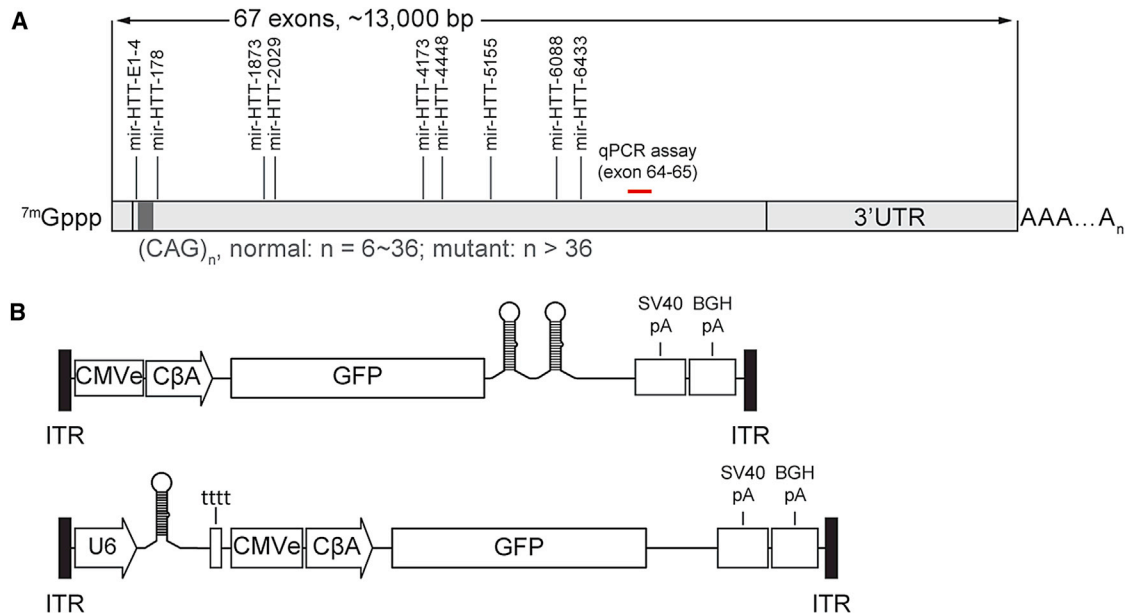 A
67 exons, ~13,000 bp
mir-HTT-E1-4
mir-HTT-178
mir-HTT-1873
mir-HTT-2029
mir-HTT-4173
mir-HTT-4448
mir-HTT-5155
mir-HTT-6088
mir-HTT-6433
qPCR assay
(exon 64-65)
7mGppp
3'UTR
AAA...An
(CAG)n, normal: n = 6~36; mutant: n > 36
B
SV40 BGH
pA pA
CMVe CβA GFP
ITR ITR
SV40 BGH
pA pA
tttt
U6 CMVe CβA GFP
ITR ITR